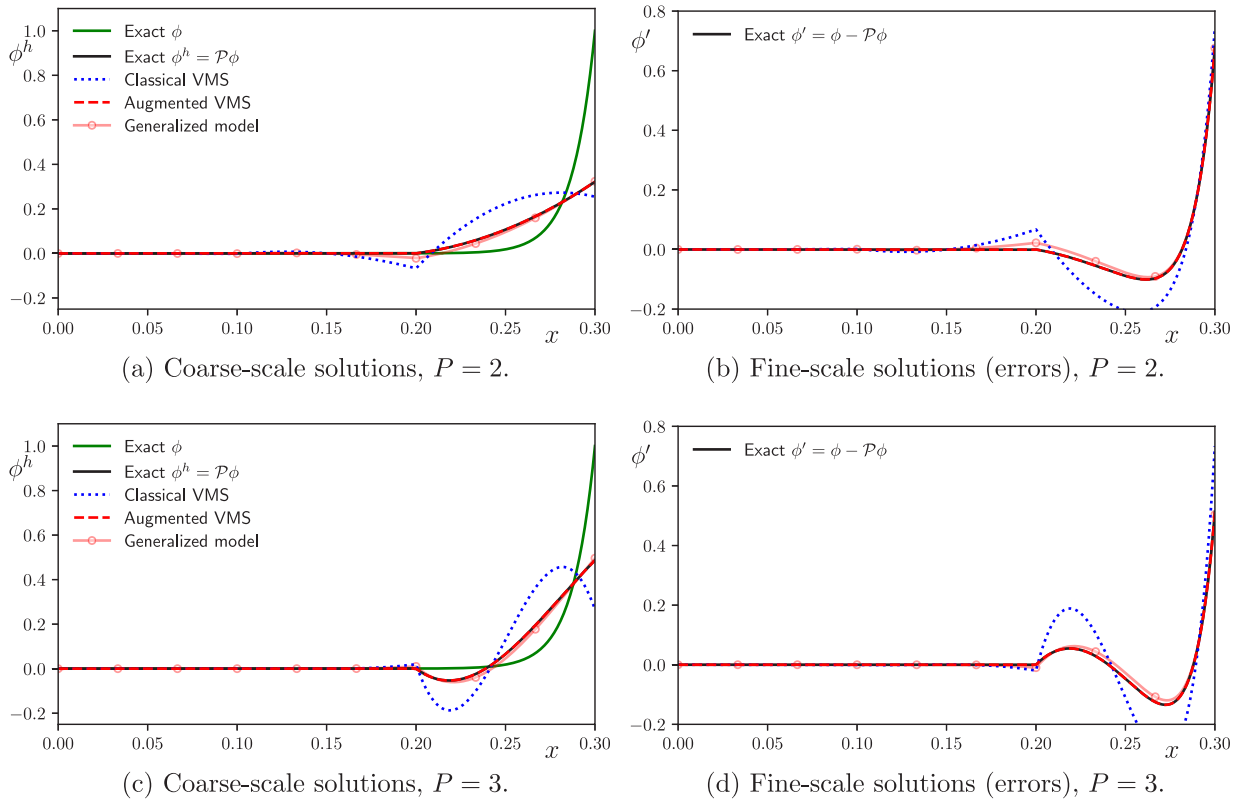 1.0
0.8
0.6
0.4
0.2
0.0
−0.2
ϕ^h
Exact ϕ
Exact ϕ^h = 𝒫ϕ
Classical VMS
Augmented VMS
Generalized model
0.00 0.05 0.10 0.15 0.20 0.25 0.30
x
(a) Coarse-scale solutions, P = 2.
0.8
0.6
0.4
0.2
0.0
−0.2
ϕ′
Exact ϕ′ = ϕ − 𝒫ϕ
0.00 0.05 0.10 0.15 0.20 0.25 0.30
x
(b) Fine-scale solutions (errors), P = 2.
1.0
0.8
0.6
0.4
0.2
0.0
−0.2
ϕ^h
Exact ϕ
Exact ϕ^h = 𝒫ϕ
Classical VMS
Augmented VMS
Generalized model
0.00 0.05 0.10 0.15 0.20 0.25 0.30
x
(c) Coarse-scale solutions, P = 3.
0.8
0.6
0.4
0.2
0.0
−0.2
ϕ′
Exact ϕ′ = ϕ − 𝒫ϕ
0.00 0.05 0.10 0.15 0.20 0.25 0.30
x
(d) Fine-scale solutions (errors), P = 3.